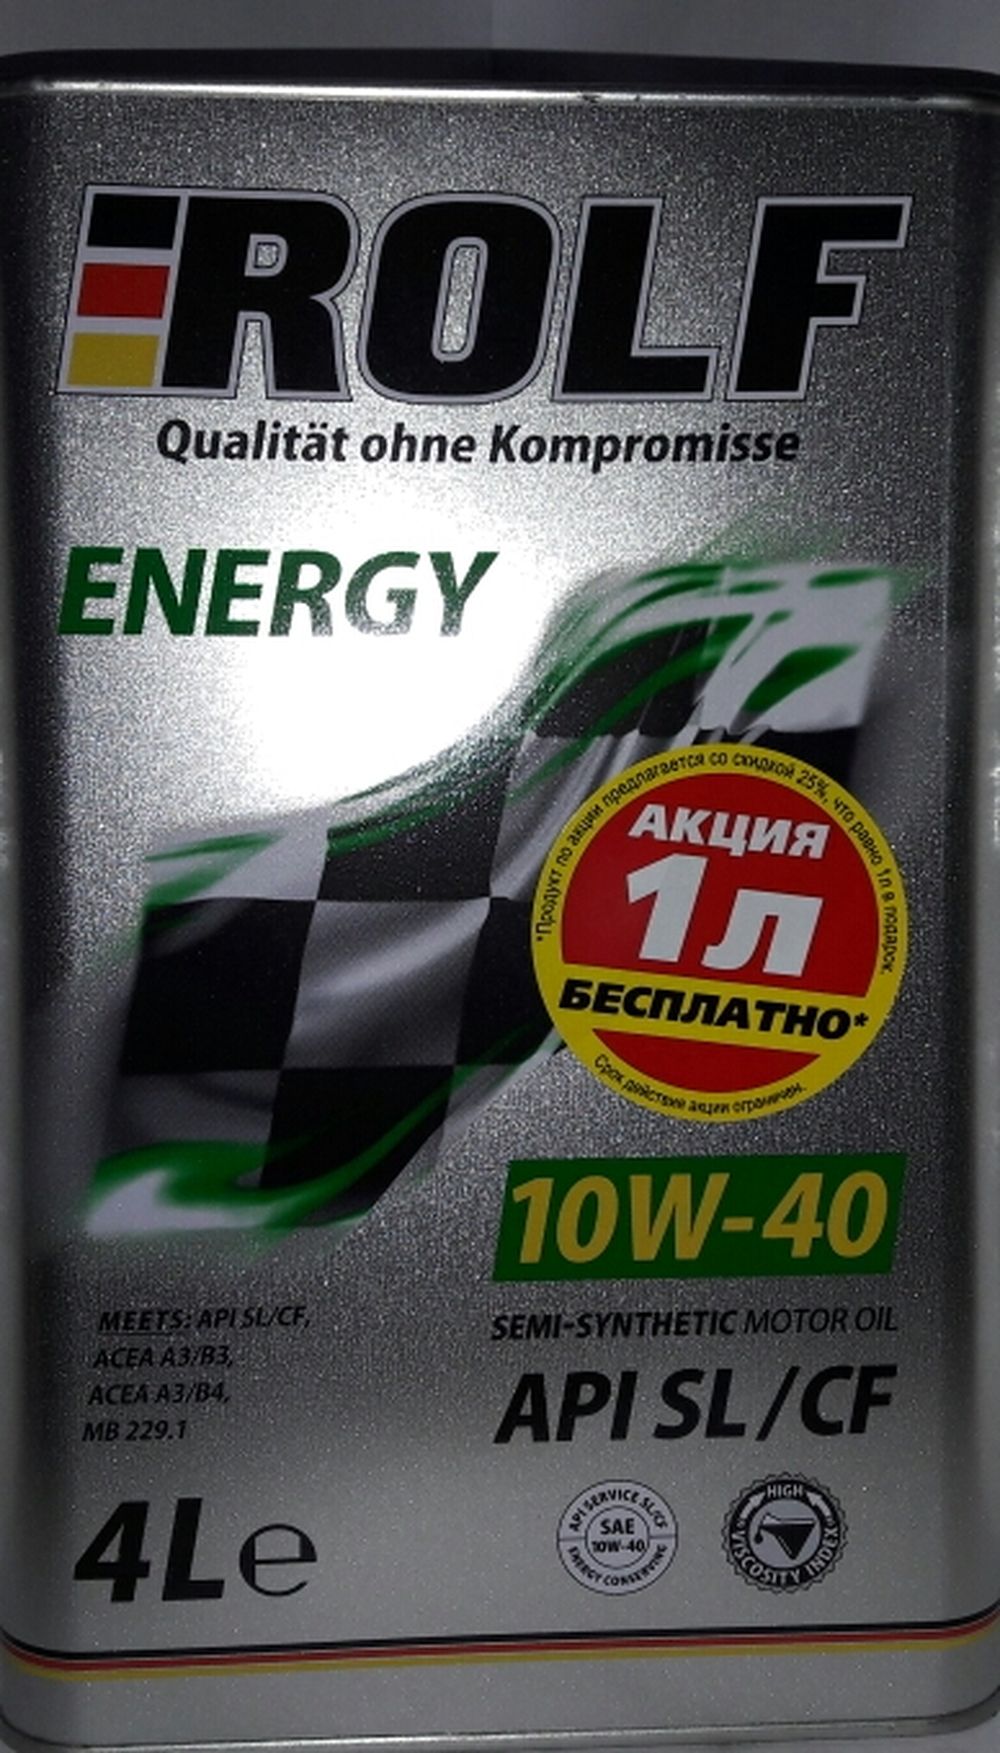 ROLF
Qualität ohne Kompromisse
ENERGY
*Продукт по акции предлагается со скидкой 25%, что равно 1л в подарок.
АКЦИЯ
1л
БЕСПЛАТНО*
Срок действия акции ограничен.
10W-40
SEMI-SYNTHETIC MOTOR OIL
API SL/CF
MEETS: API SL/CF,
ACEA A3/B3,
ACEA A3/B4,
MB 229.1
4L e
API SERVICE SL/CF
SAE
10W-40
ENERGY CONSERVING
HIGH
VISCOSITY INDEX